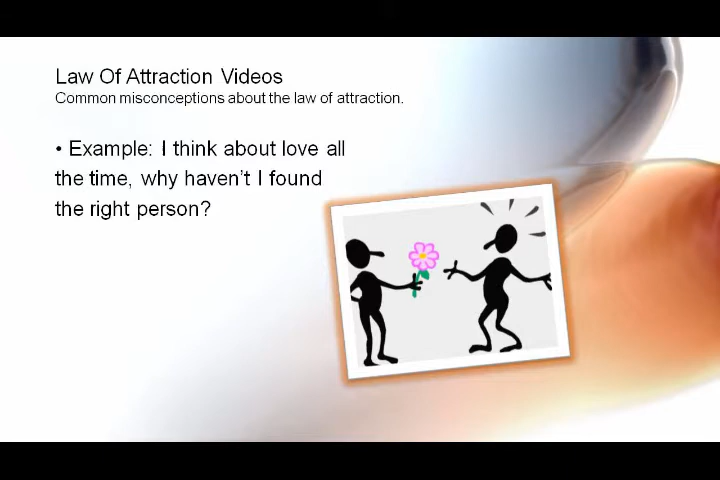 Law Of Attraction Videos
Common misconceptions about the law of attraction.
• Example: I think about love all
the time, why haven’t I found
the right person?